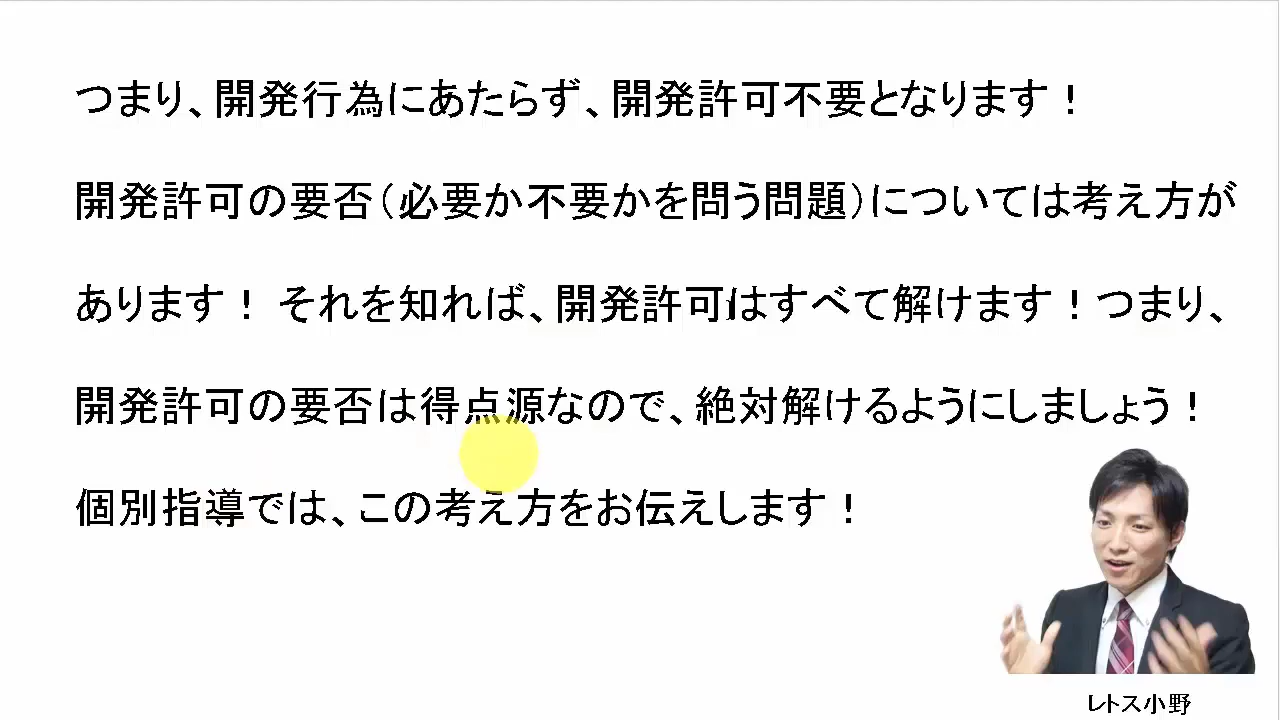 つまり、開発行為にあたらず、開発許可不要となります！
開発許可の要否（必要か不要かを問う問題）については考え方が
あります！ それを知れば、開発許可はすべて解けます！つまり、
開発許可の要否は得点源なので、絶対解けるようにしましょう！
個別指導では、この考え方をお伝えします！
レトス小野